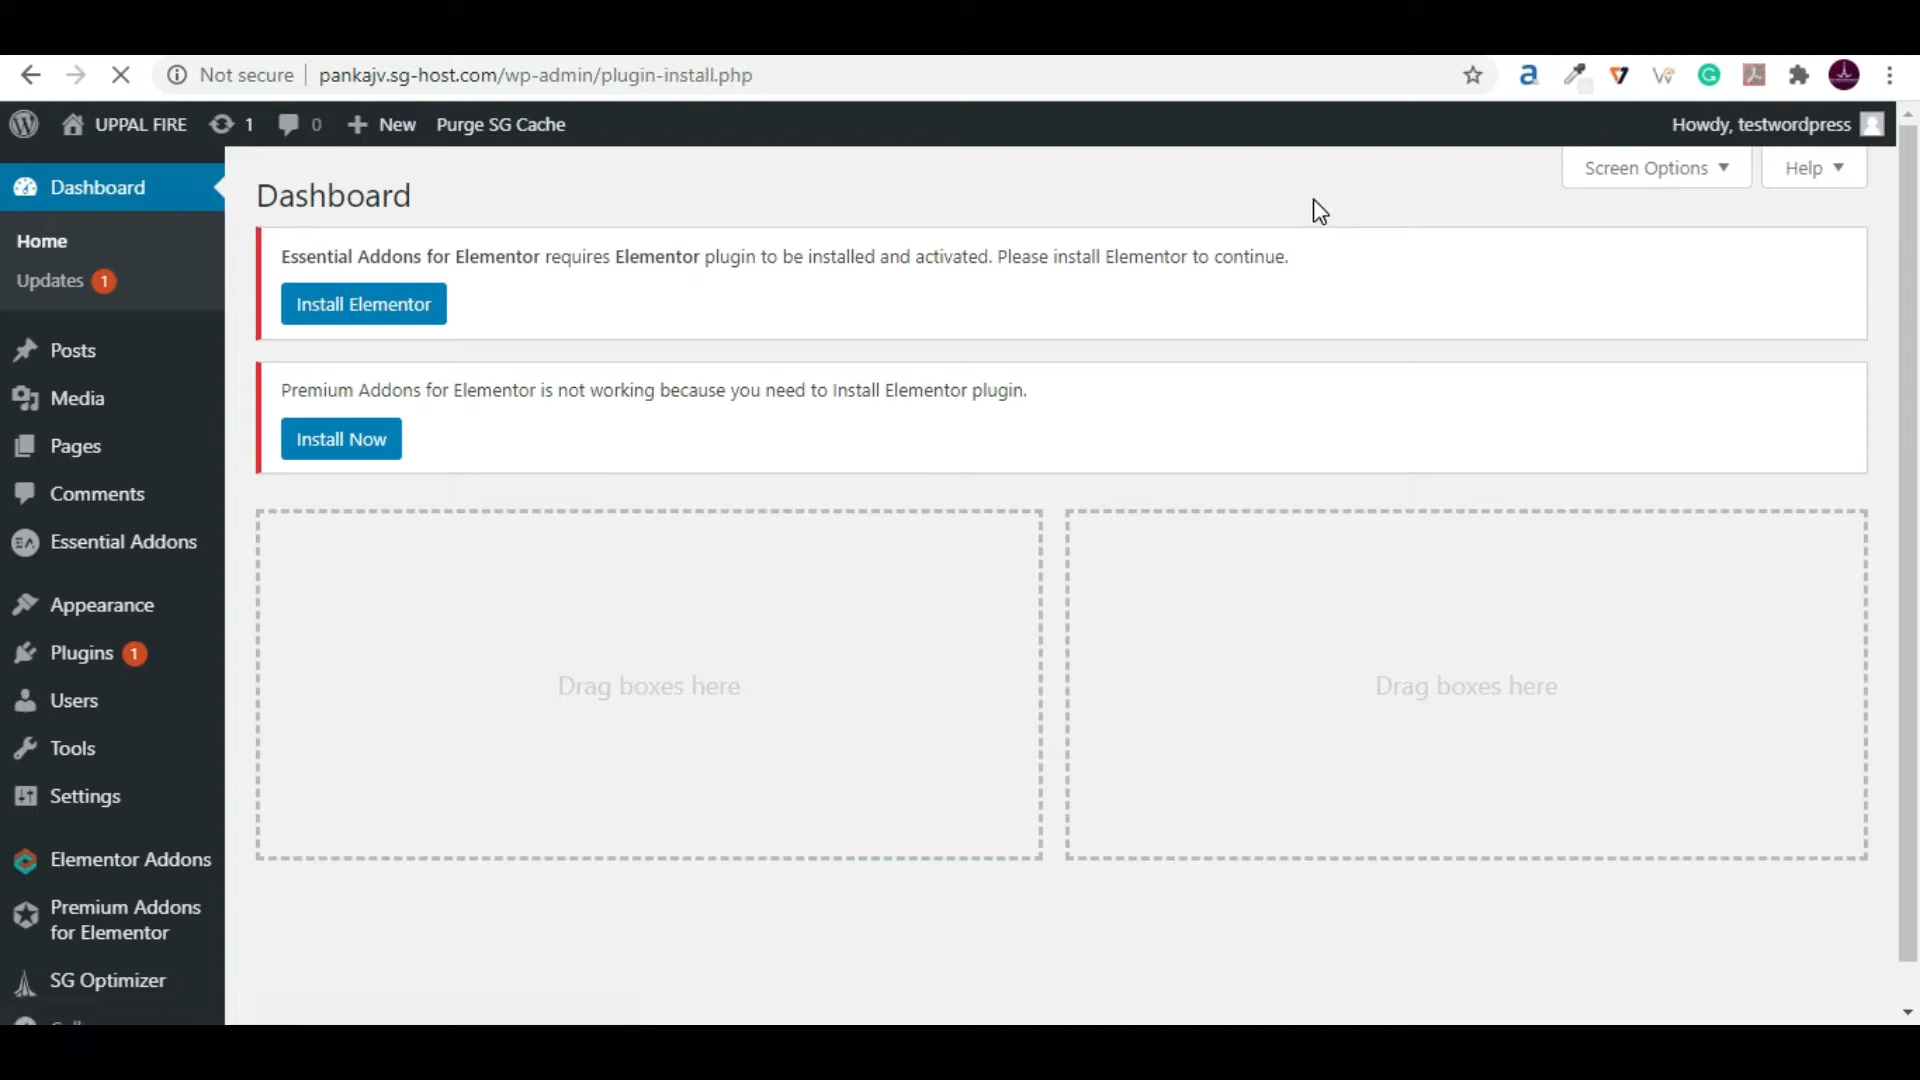 Not secure | pankajv.sg-host.com/wp-admin/plugin-install.php
UPPAL FIRE 1 0 New Purge SG Cache Howdy, testwordpress
Screen Options Help
Dashboard
Home
Updates 1
Posts
Media
Pages
Comments
Essential Addons
Appearance
Plugins 1
Users
Tools
Settings
Elementor Addons
Premium Addons
for Elementor
SG Optimizer
Dashboard
Essential Addons for Elementor requires Elementor plugin to be installed and activated. Please install Elementor to continue.
Install Elementor
Premium Addons for Elementor is not working because you need to Install Elementor plugin.
Install Now
Drag boxes here
Drag boxes here